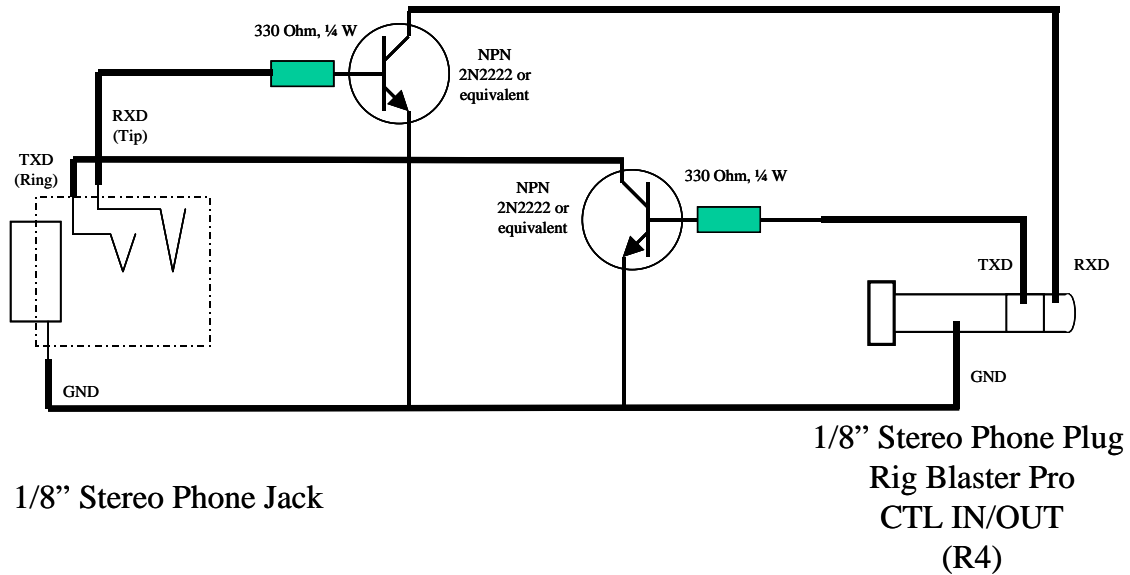 330 Ohm, ¼ W
NPN
2N2222 or
equivalent
RXD
(Tip)
TXD
(Ring)
NPN
2N2222 or
equivalent
330 Ohm, ¼ W
TXD
RXD
GND
GND
1/8” Stereo Phone Jack
1/8” Stereo Phone Plug
Rig Blaster Pro
CTL IN/OUT
(R4)